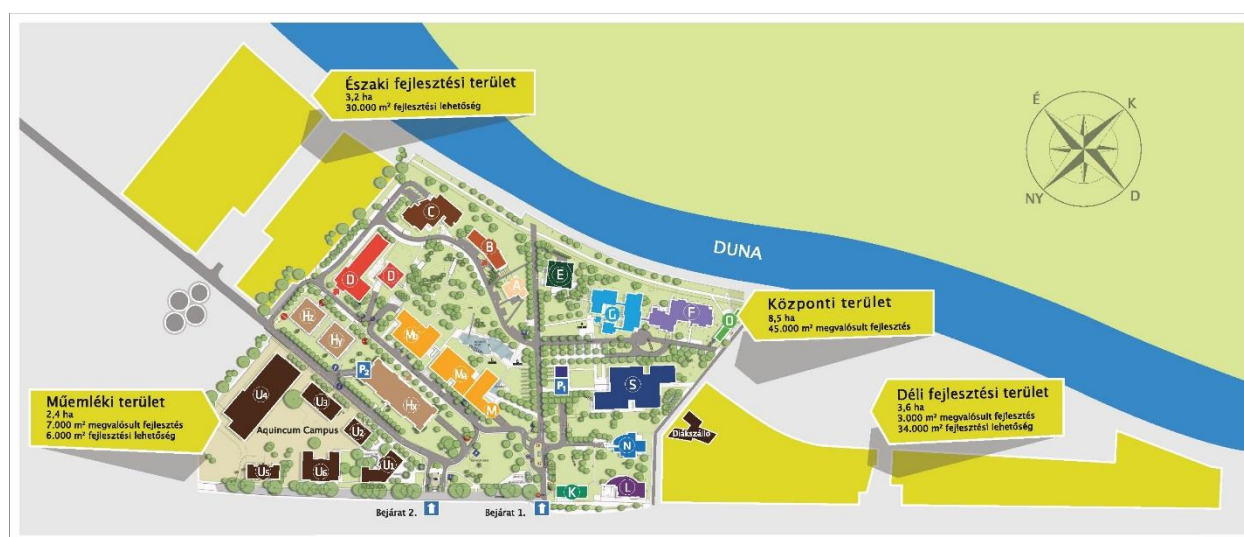 Északi fejlesztési terület
3,2 ha
30.000 m² fejlesztési lehetőség
É
K
NY
D
DUNA
C
B
A
E
D
D
G
F
O
Központi terület
8,5 ha
45.000 m² megvalósult fejlesztés
Hz
Hy
Mb
Ma
M
P2
Hx
P1
S
Műemléki terület
2,4 ha
7.000 m² megvalósult fejlesztés
6.000 m² fejlesztési lehetőség
U4
U3
U2
Aquincum Campus
U5
U6
U1
Déli fejlesztési terület
3,6 ha
3.000 m² megvalósult fejlesztés
34.000 m² fejlesztési lehetőség
Diákszálló
N
K
L
Bejárat 2.
Bejárat 1.